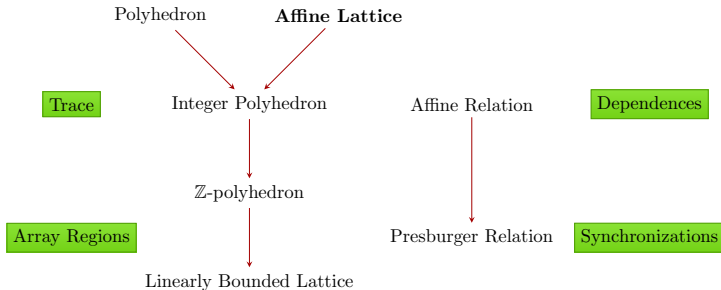 Polyhedron
Affine Lattice
Trace
Integer Polyhedron
Affine Relation
Dependences
ℤ-polyhedron
Array Regions
Presburger Relation
Synchronizations
Linearly Bounded Lattice